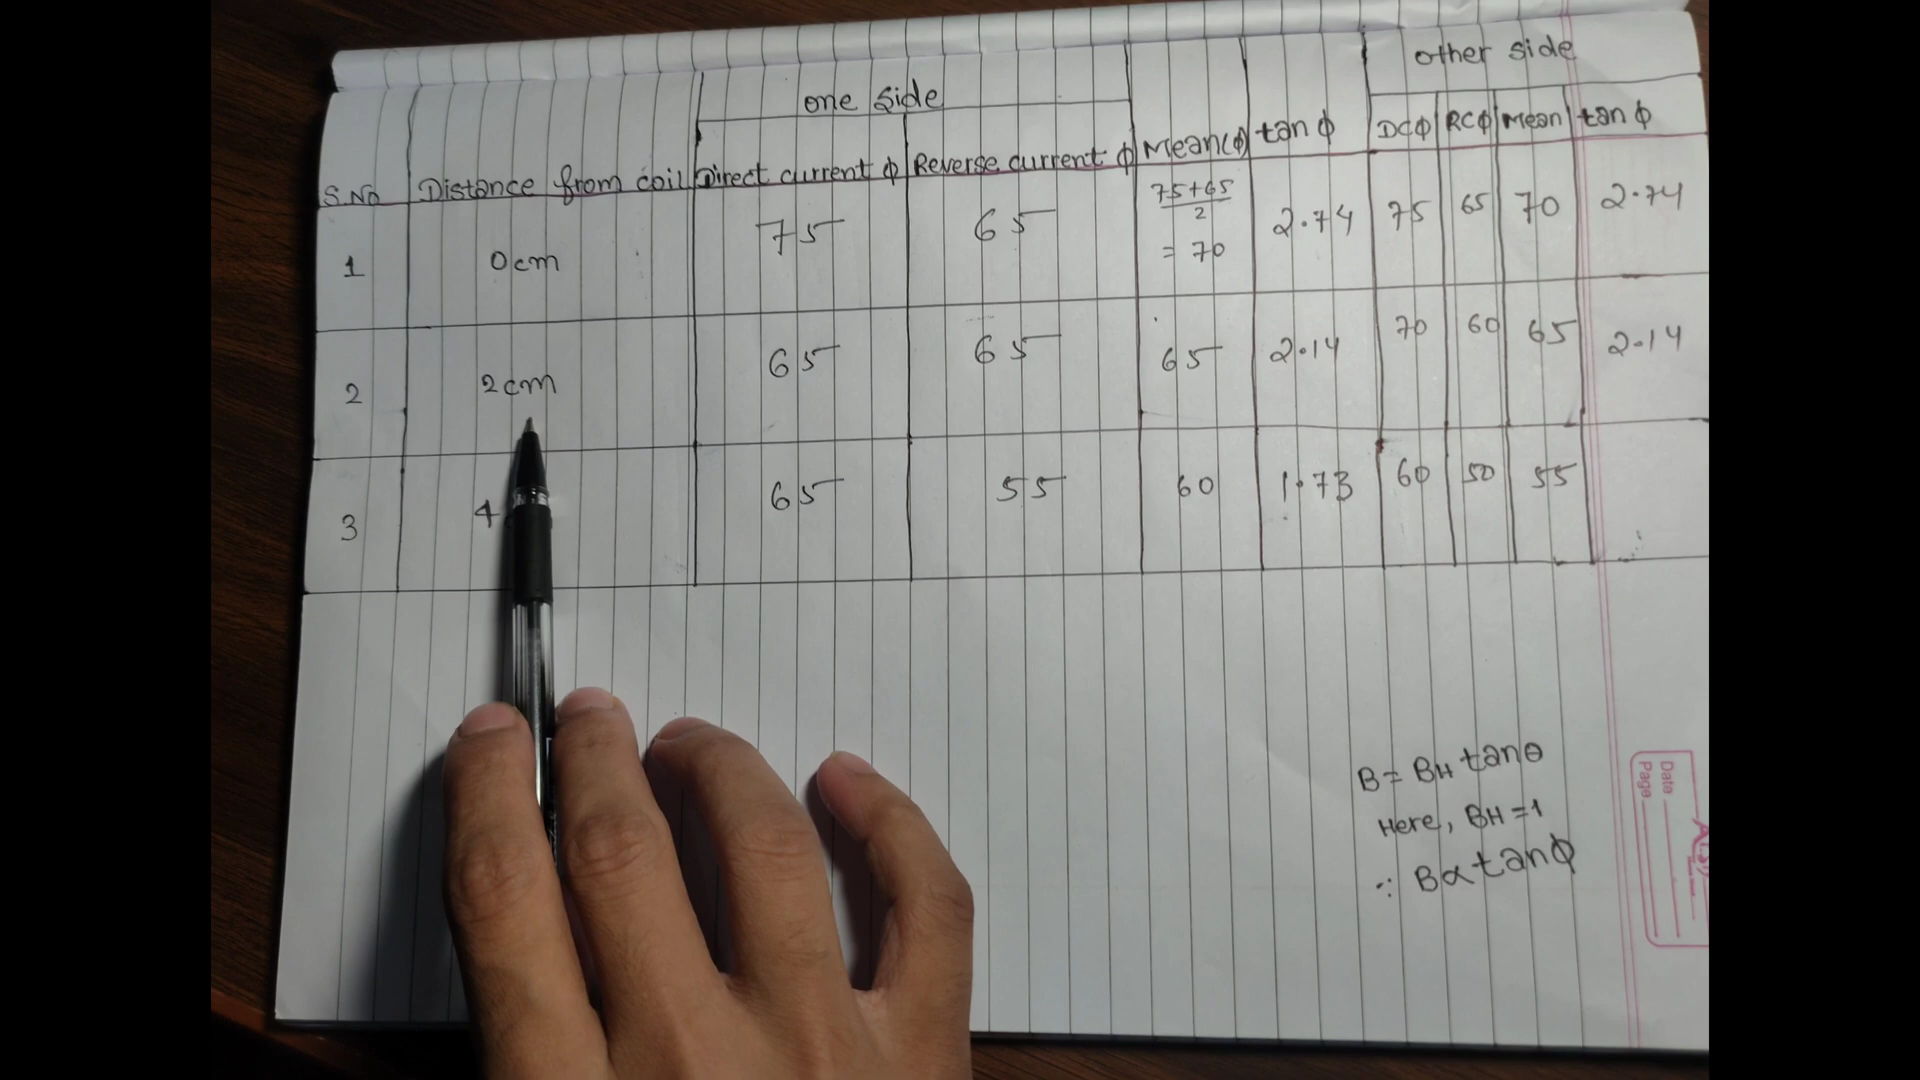 one side
other side
S.No Distance from coil Direct current φ Reverse current φ Mean(φ) tan φ DCφ RCφ Mean tan φ
1 0cm 75 65 75+65/2 = 70 2.74 75 65 70 2.74
2 2cm 65 65 65 2.14 70 60 65 2.14
3 4 65 55 60 1.73 60 50 55
B = BH tanθ
Here, BH = 1
∵ B α tanφ
Date
Page